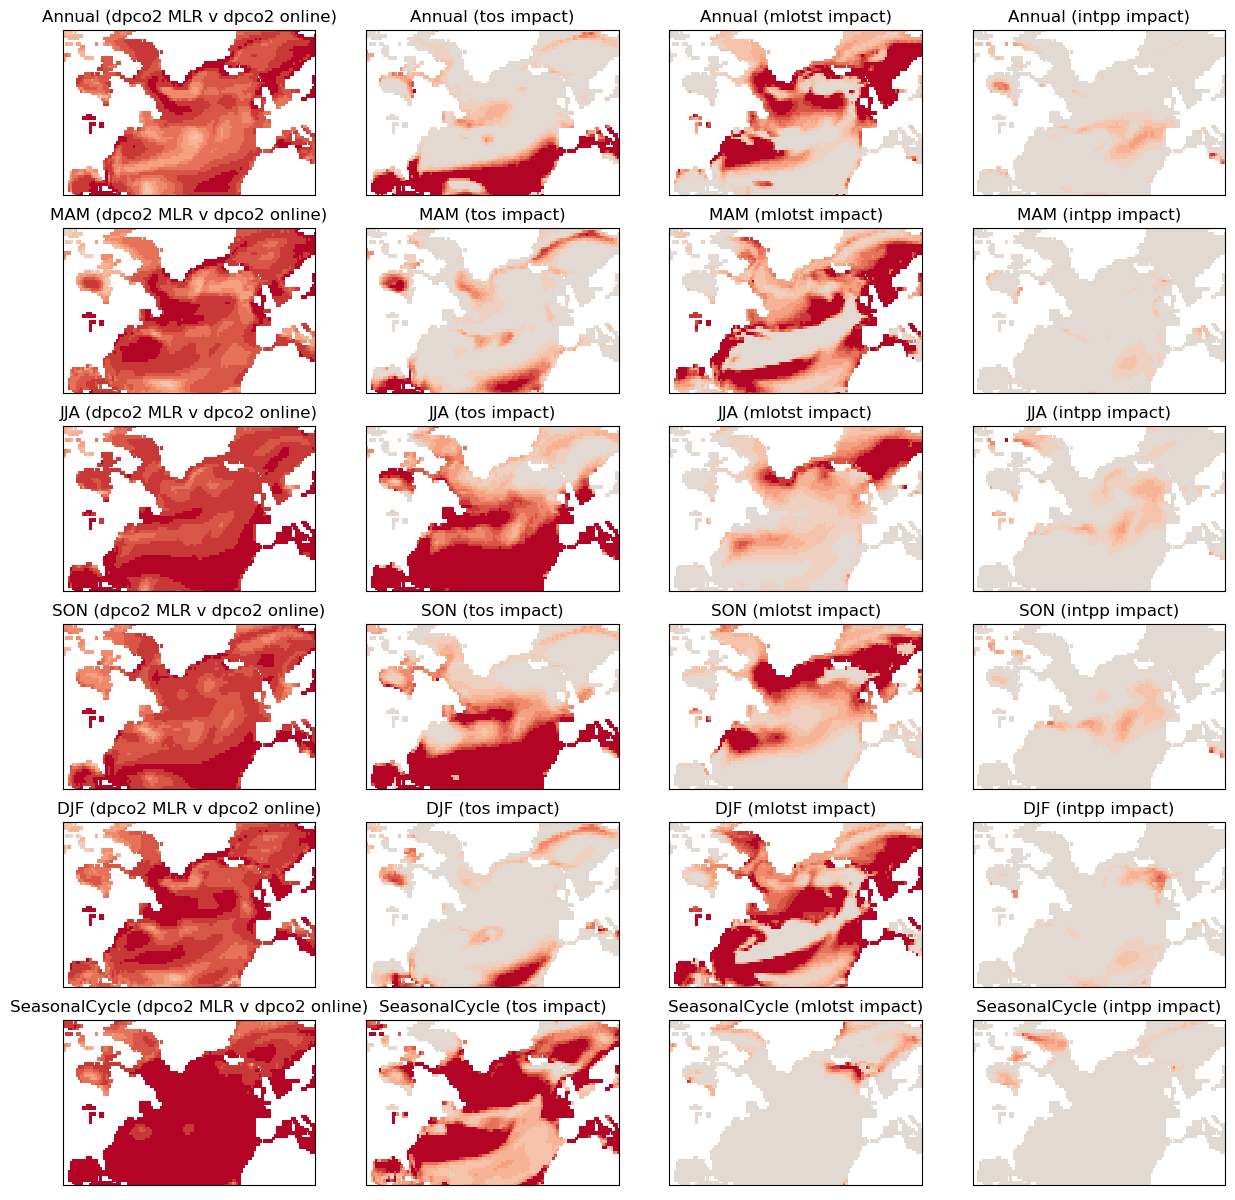 Annual (dpco2 MLR v dpco2 online)
Annual (tos impact)
Annual (mlotst impact)
Annual (intpp impact)
MAM (dpco2 MLR v dpco2 online)
MAM (tos impact)
MAM (mlotst impact)
MAM (intpp impact)
JJA (dpco2 MLR v dpco2 online)
JJA (tos impact)
JJA (mlotst impact)
JJA (intpp impact)
SON (dpco2 MLR v dpco2 online)
SON (tos impact)
SON (mlotst impact)
SON (intpp impact)
DJF (dpco2 MLR v dpco2 online)
DJF (tos impact)
DJF (mlotst impact)
DJF (intpp impact)
SeasonalCycle (dpco2 MLR v dpco2 online)
SeasonalCycle (tos impact)
SeasonalCycle (mlotst impact)
SeasonalCycle (intpp impact)